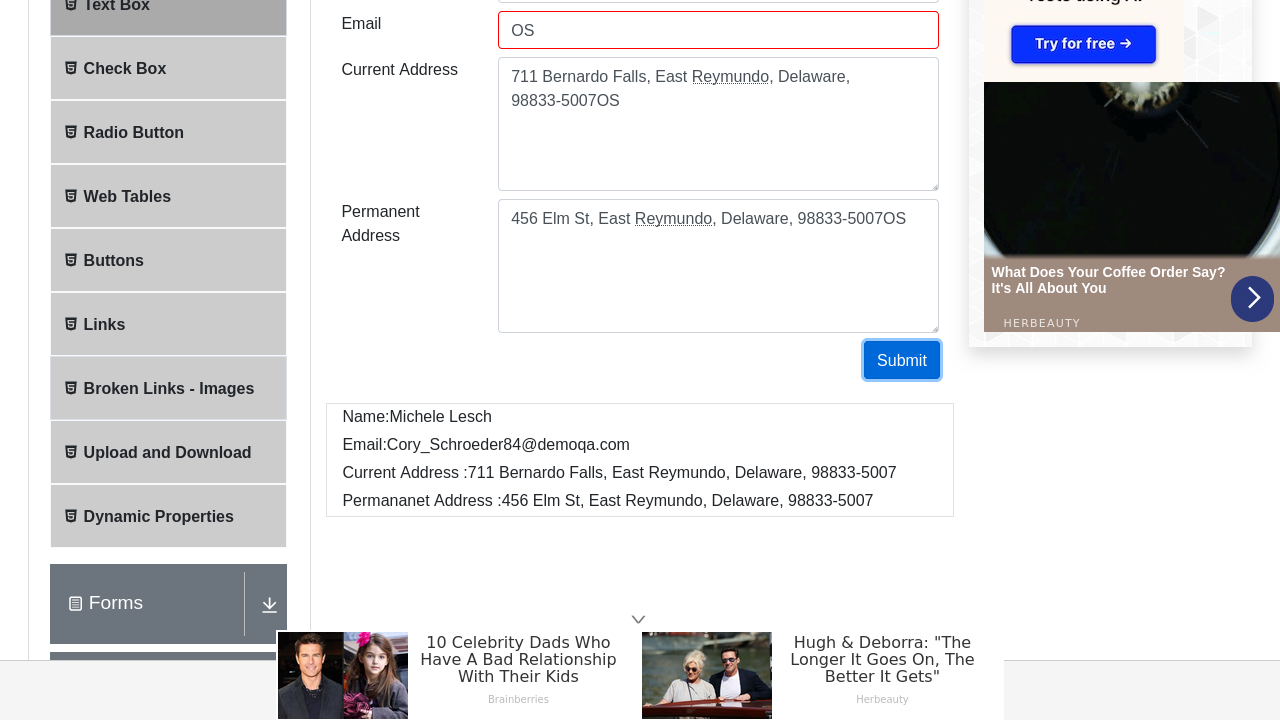 Text Box
Email
OS
Try for free →
Check Box
Current Address
711 Bernardo Falls, East Reymundo, Delaware,
98833-5007OS
Radio Button
Web Tables
Permanent
Address
456 Elm St, East Reymundo, Delaware, 98833-5007OS
Buttons
What Does Your Coffee Order Say?
It's All About You
HERBEAUTY
Links
Submit
Broken Links - Images
Name:Michele Lesch
Email:Cory_Schroeder84@demoqa.com
Upload and Download
Current Address :711 Bernardo Falls, East Reymundo, Delaware, 98833-5007
Permananet Address :456 Elm St, East Reymundo, Delaware, 98833-5007
Dynamic Properties
Forms
10 Celebrity Dads Who
Have A Bad Relationship
With Their Kids
Brainberries
Hugh & Deborra: "The
Longer It Goes On, The
Better It Gets"
Herbeauty